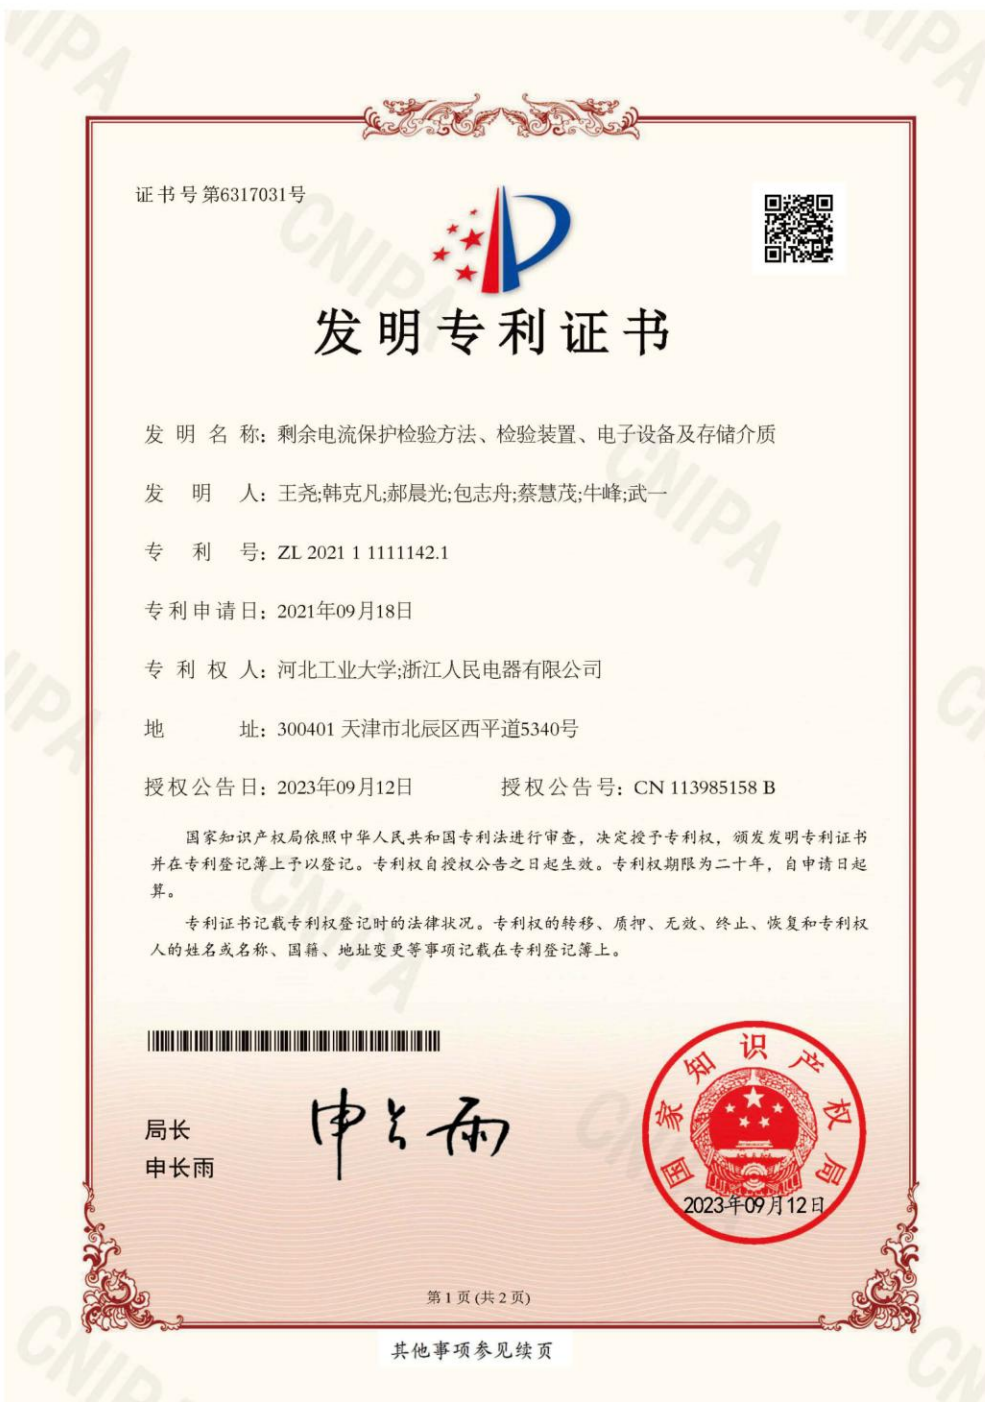 证书号第6317031号
发明专利证书
发明名称：剩余电流保护检验方法、检验装置、电子设备及存储介质
发明人：王尧;韩克凡;郝晨光;包志舟;蔡慧茂;牛峰;武一
专利号：ZL 2021 1 1111142.1
专利申请日：2021年09月18日
专利权人：河北工业大学;浙江人民电器有限公司
地址：300401 天津市北辰区西平道5340号
授权公告日：2023年09月12日 授权公告号：CN 113985158 B
国家知识产权局依照中华人民共和国专利法进行审查，决定授予专利权，颁发发明专利证书
并在专利登记簿上予以登记。专利权自授权公告之日起生效。专利权期限为二十年，自申请日起
算。
专利证书记载专利权登记时的法律状况。专利权的转移、质押、无效、终止、恢复和专利权
人的姓名或名称、国籍、地址变更等事项记载在专利登记簿上。
局长
申长雨
申长雨
国家知识产权局
2023年09月12日
第 1 页 (共 2 页)
其他事项参见续页
CNIPA